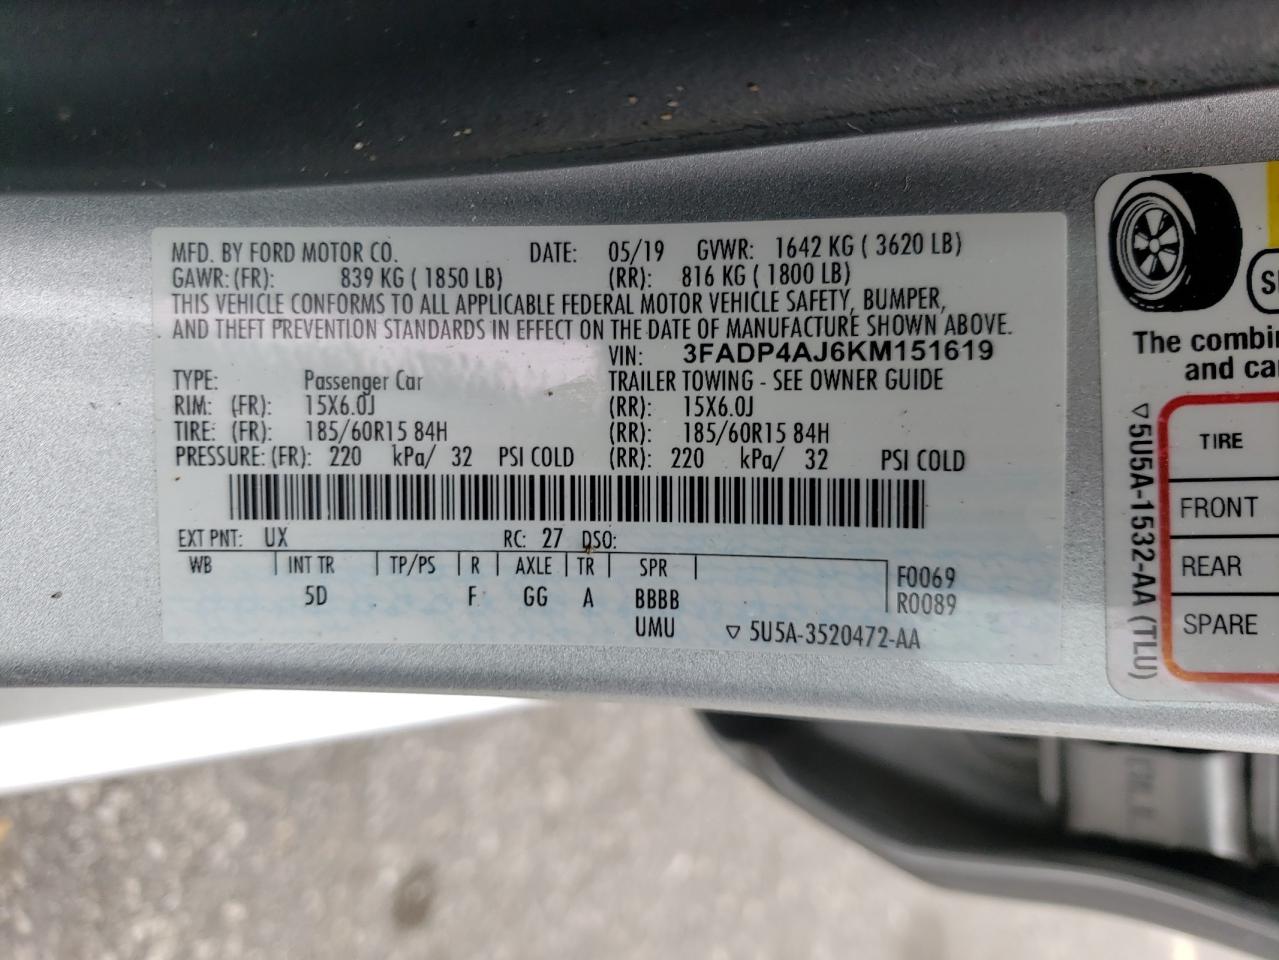 MFD. BY FORD MOTOR CO. DATE: 05/19 GVWR: 1642 KG ( 3620 LB)
GAWR: (FR): 839 KG ( 1850 LB) (RR): 816 KG ( 1800 LB)
THIS VEHICLE CONFORMS TO ALL APPLICABLE FEDERAL MOTOR VEHICLE SAFETY, BUMPER,
AND THEFT PREVENTION STANDARDS IN EFFECT ON THE DATE OF MANUFACTURE SHOWN ABOVE.
VIN: 3FADP4AJ6KM151619
TYPE: Passenger Car TRAILER TOWING - SEE OWNER GUIDE
RIM: (FR): 15X6.0J (RR): 15X6.0J
TIRE: (FR): 185/60R15 84H (RR): 185/60R15 84H
PRESSURE: (FR): 220 kPa/ 32 PSI COLD (RR): 220 kPa/ 32 PSI COLD
EXT PNT: UX RC: 27 DSO:
WB INT TR TP/PS R AXLE TR SPR
F0069
5D F GG A BBBB R0089
UMU ▽ 5U5A-3520472-AA
The combin
and ca
▽5U5A-1532-AA (TLU)
TIRE
FRONT
REAR
SPARE